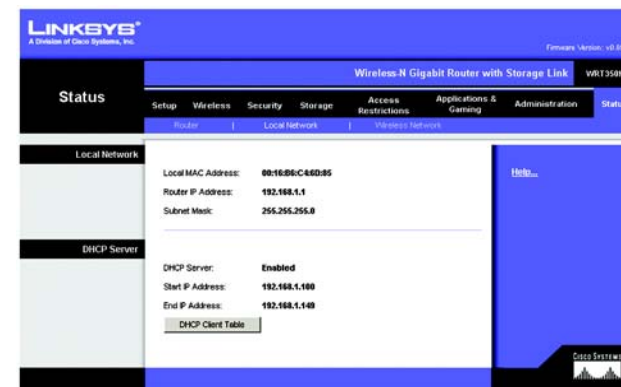 LINKSYS®
A Division of Cisco Systems, Inc.
Firmware Version:
Wireless-N Gigabit Router with Storage Link
Status
Setup Wireless Security Storage Access Restrictions Applications & Gaming Administration
Router | Local Network | Wireless Network
Local Network
Local MAC Address: 00:16:B6:C4:6D:85
Router IP Address: 192.168.1.1
Subnet Mask: 255.255.255.0
Help...
DHCP Server
DHCP Server: Enabled
Start IP Address: 192.168.1.100
End IP Address: 192.168.1.149
DHCP Client Table
CISCO SYSTEMS